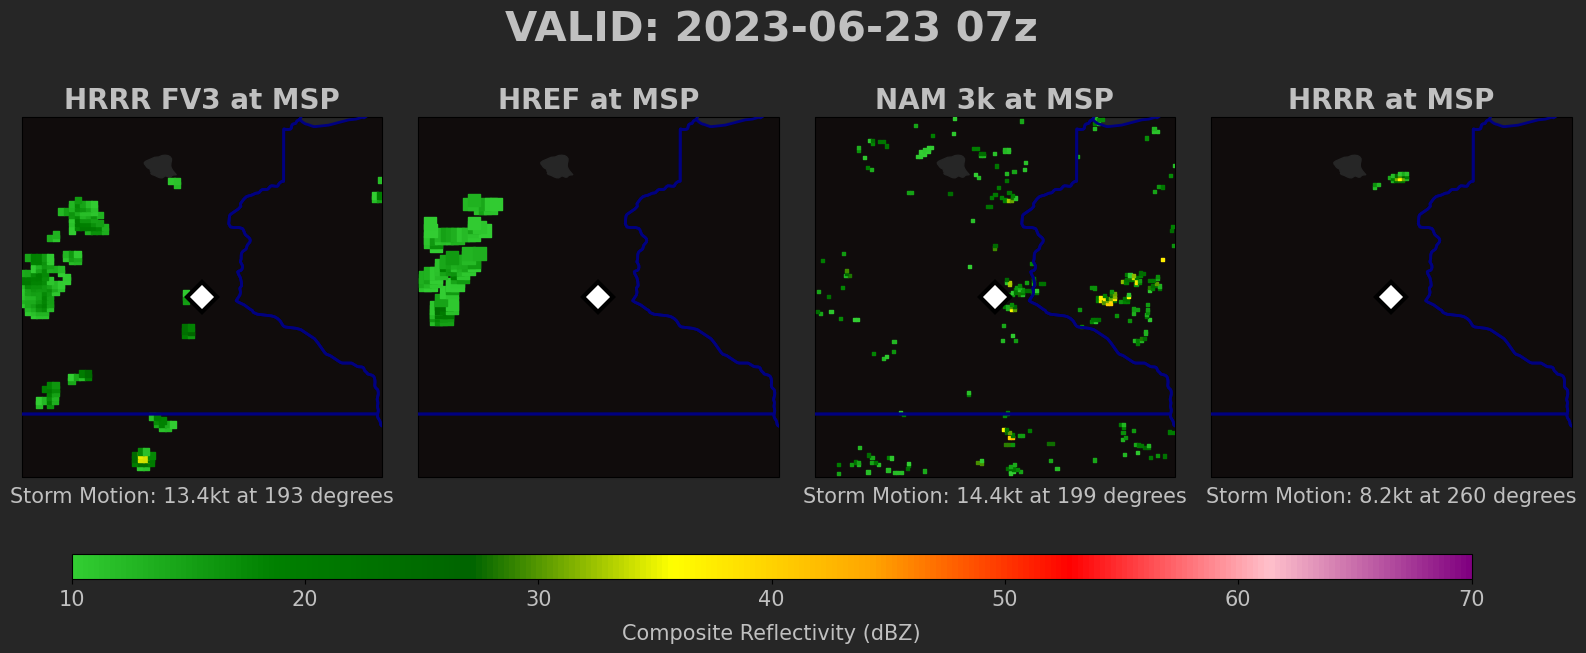 VALID: 2023-06-23 07z
HRRR FV3 at MSP
HREF at MSP
NAM 3k at MSP
HRRR at MSP
Storm Motion: 13.4kt at 193 degrees
Storm Motion: 14.4kt at 199 degrees
Storm Motion: 8.2kt at 260 degrees
10 20 30 40 50 60 70
Composite Reflectivity (dBZ)